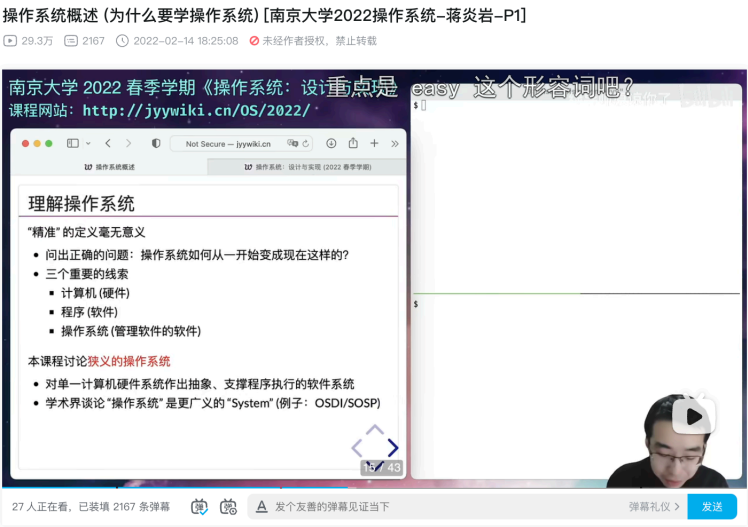 操作系统概述 (为什么要学操作系统) [南京大学2022操作系统-蒋炎岩-P1]
29.3万 2167 2022-02-14 18:25:08 未经作者授权，禁止转载
重点是 easy 这个形容词吧？
南京大学 2022 春季学期《操作系统：设计
课程网站：http://jyywiki.cn/OS/2022/
Not Secure — jyywiki.cn
操作系统概述
操作系统：设计与实现 (2022 春季学期)
理解操作系统
“精准” 的定义毫无意义
问出正确的问题：操作系统如何从一开始变成现在这样的？
三个重要的线索
计算机 (硬件)
程序 (软件)
操作系统 (管理软件的软件)
本课程讨论狭义的操作系统
对单一计算机硬件系统作出抽象、支撑程序执行的软件系统
学术界谈论 “操作系统” 是更广义的 “System” (例子：OSDI/SOSP)
15 / 43
$
$
27 人正在看，已装填 2167 条弹幕 弹 弹 A 发个友善的弹幕见证当下 弹幕礼仪 发送